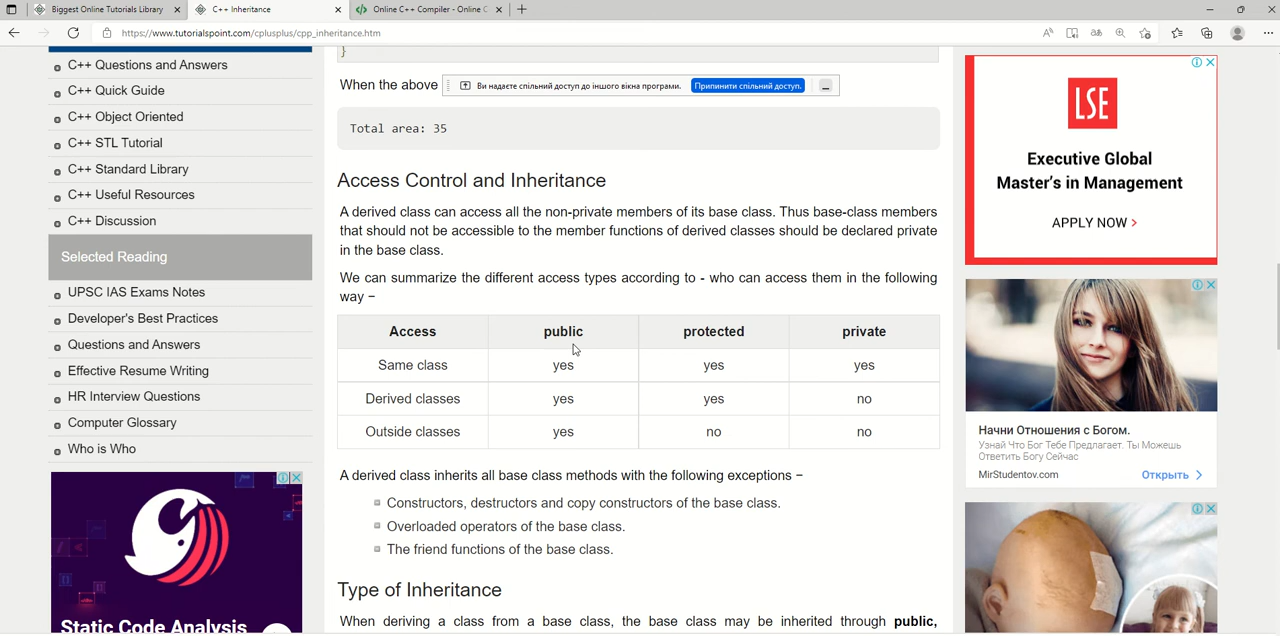 Biggest Online Tutorials Library
C++ Inheritance
Online C++ Compiler - Online C
https://www.tutorialspoint.com/cplusplus/cpp_inheritance.htm
C++ Questions and Answers
C++ Quick Guide
C++ Object Oriented
C++ STL Tutorial
C++ Standard Library
C++ Useful Resources
C++ Discussion
Selected Reading
UPSC IAS Exams Notes
Developer's Best Practices
Questions and Answers
Effective Resume Writing
HR Interview Questions
Computer Glossary
Who is Who
Static Code Analysis
}
When the above
Ви надаєте спільний доступ до іншого вікна програми. Припинити спільний доступ.
Total area: 35
Access Control and Inheritance
A derived class can access all the non-private members of its base class. Thus base-class members
that should not be accessible to the member functions of derived classes should be declared private
in the base class.
We can summarize the different access types according to - who can access them in the following
way −
Access public protected private
Same class yes yes yes
Derived classes yes yes no
Outside classes yes no no
A derived class inherits all base class methods with the following exceptions −
Constructors, destructors and copy constructors of the base class.
Overloaded operators of the base class.
The friend functions of the base class.
Type of Inheritance
When deriving a class from a base class, the base class may be inherited through public,
LSE
Executive Global
Master's in Management
APPLY NOW >
Начни Отношения с Богом.
Узнай Что Бог Тебе Предлагает. Ты Можешь
Ответить Богу Сейчас
MirStudentov.com Открыть